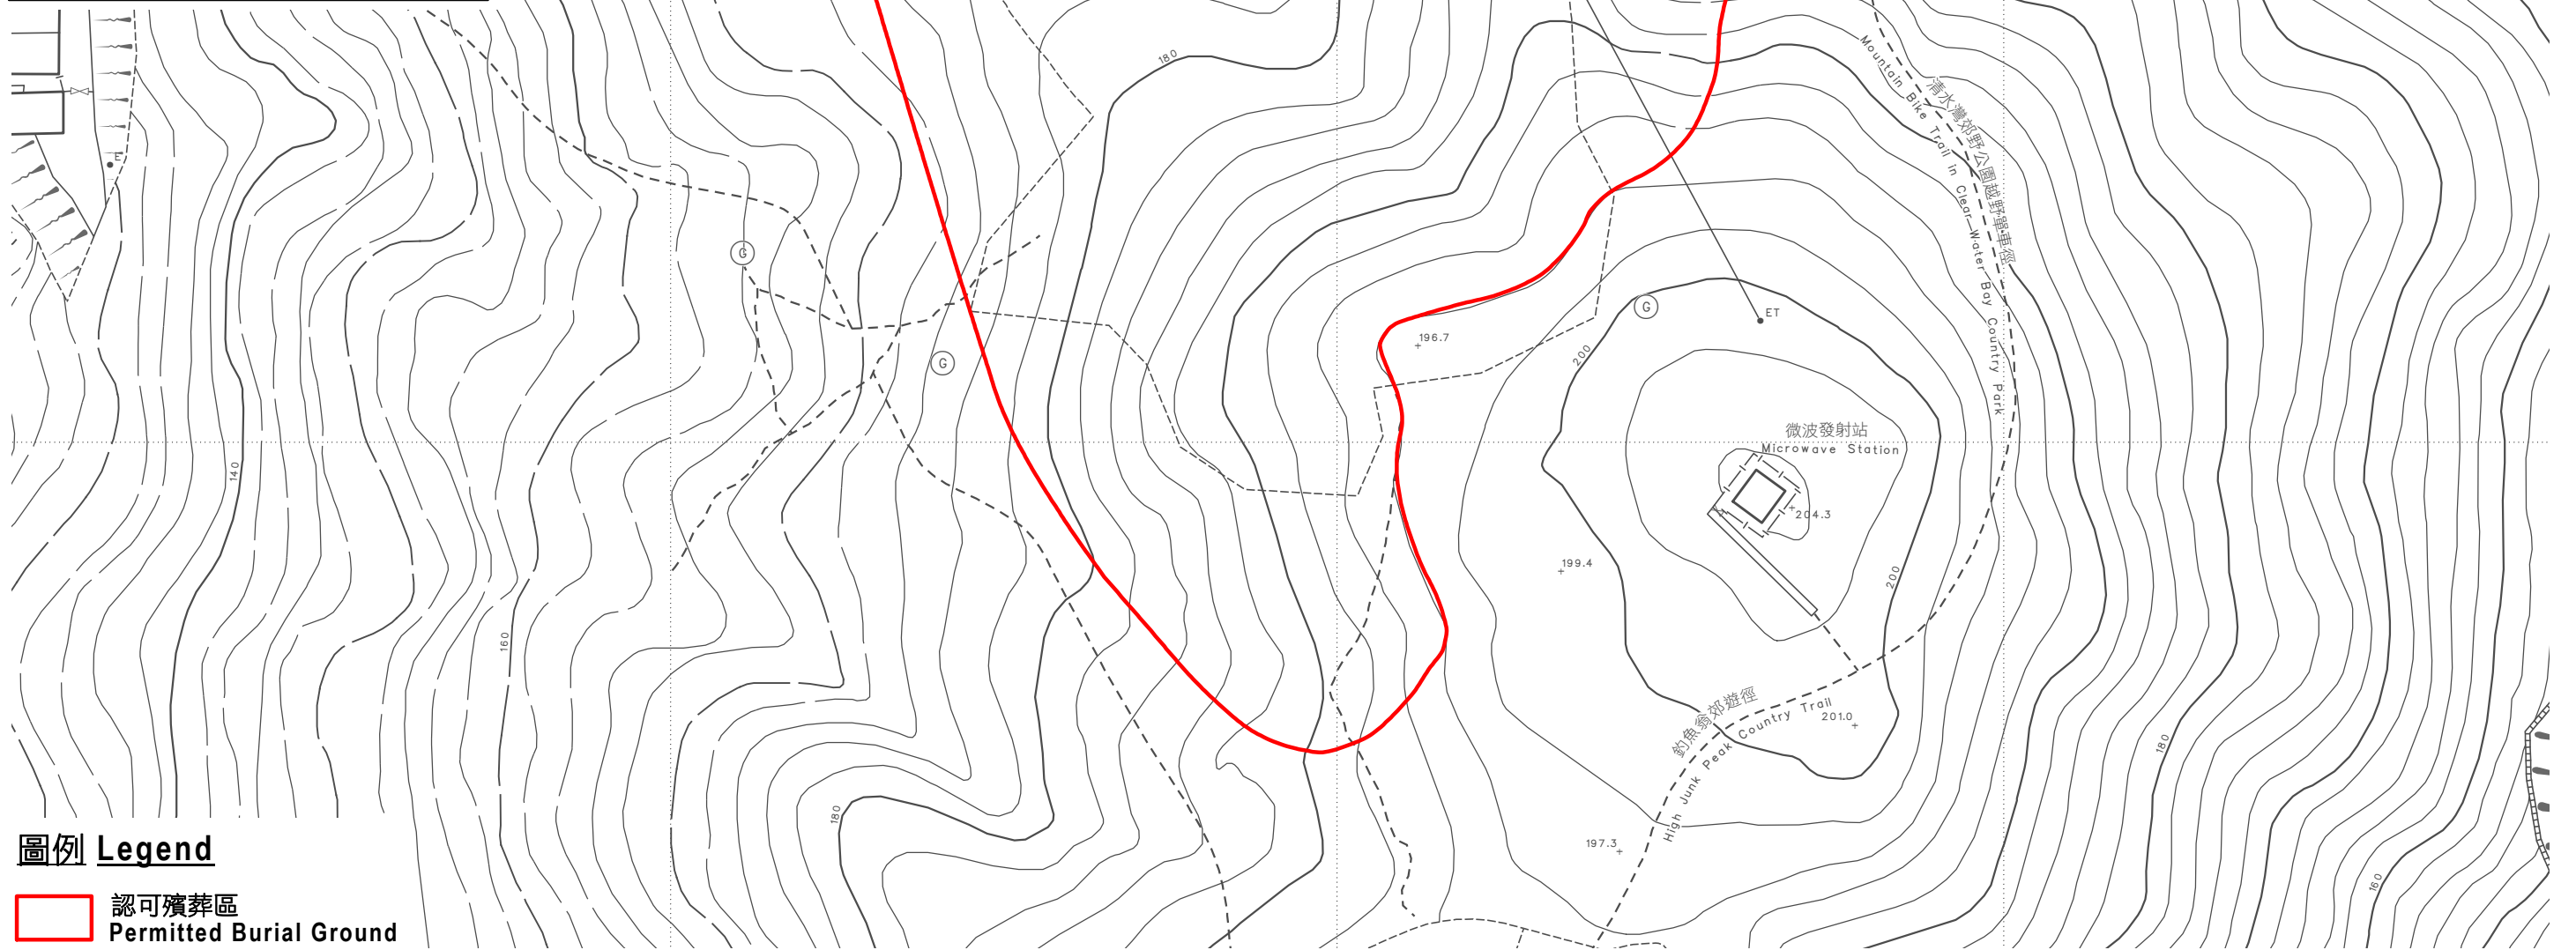 180
Mountain Bike Trail in Clear Water Bay Country Park
清水灣郊野公園越野單車徑
E
G
G
G
ET
196.7
200
微波發射站
Microwave Station
204.3
140
199.4
200
160
釣魚翁郊遊徑
High Junk Peak Country Trail
201.0
180
180
197.3
160
圖例 Legend
認可殯葬區
Permitted Burial Ground